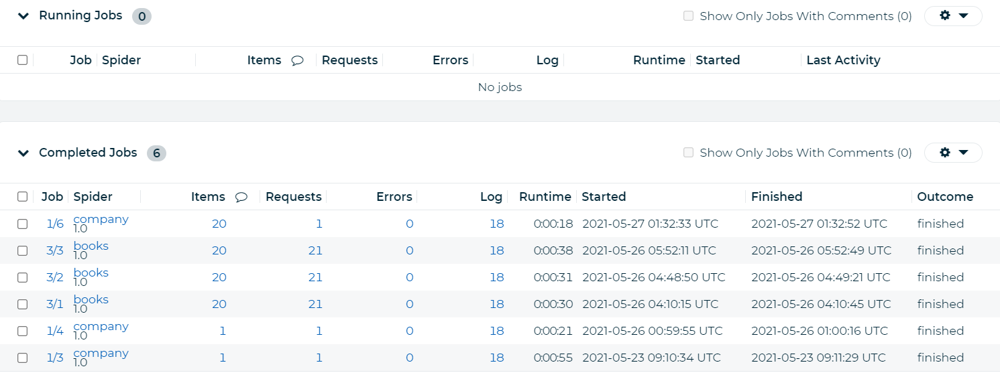 Running Jobs 0 Show Only Jobs With Comments (0)
Job Spider Items Requests Errors Log Runtime Started Last Activity
No jobs
Completed Jobs 6 Show Only Jobs With Comments (0)
Job Spider Items Requests Errors Log Runtime Started Finished Outcome
1/6 company 1.0 20 1 0 18 0:00:18 2021-05-27 01:32:33 UTC 2021-05-27 01:32:52 UTC finished
3/3 books 1.0 20 21 0 18 0:00:38 2021-05-26 05:52:11 UTC 2021-05-26 05:52:49 UTC finished
3/2 books 1.0 20 21 0 18 0:00:31 2021-05-26 04:48:50 UTC 2021-05-26 04:49:21 UTC finished
3/1 books 1.0 20 21 0 18 0:00:30 2021-05-26 04:10:15 UTC 2021-05-26 04:10:45 UTC finished
1/4 company 1.0 1 1 0 18 0:00:21 2021-05-26 00:59:55 UTC 2021-05-26 01:00:16 UTC finished
1/3 company 1.0 1 1 0 18 0:00:55 2021-05-23 09:10:34 UTC 2021-05-23 09:11:29 UTC finished